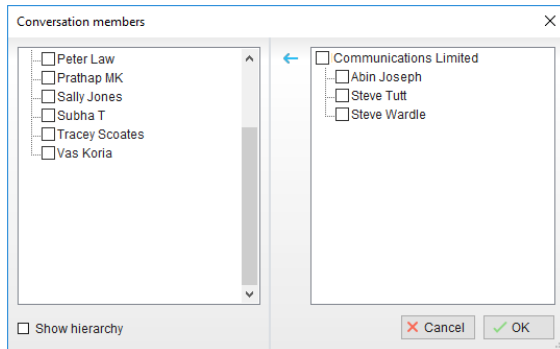 Conversation members
Peter Law
Prathap MK
Sally Jones
Subha T
Tracey Scoates
Vas Koria
Communications Limited
Abin Joseph
Steve Tutt
Steve Wardle
Show hierarchy
Cancel
OK